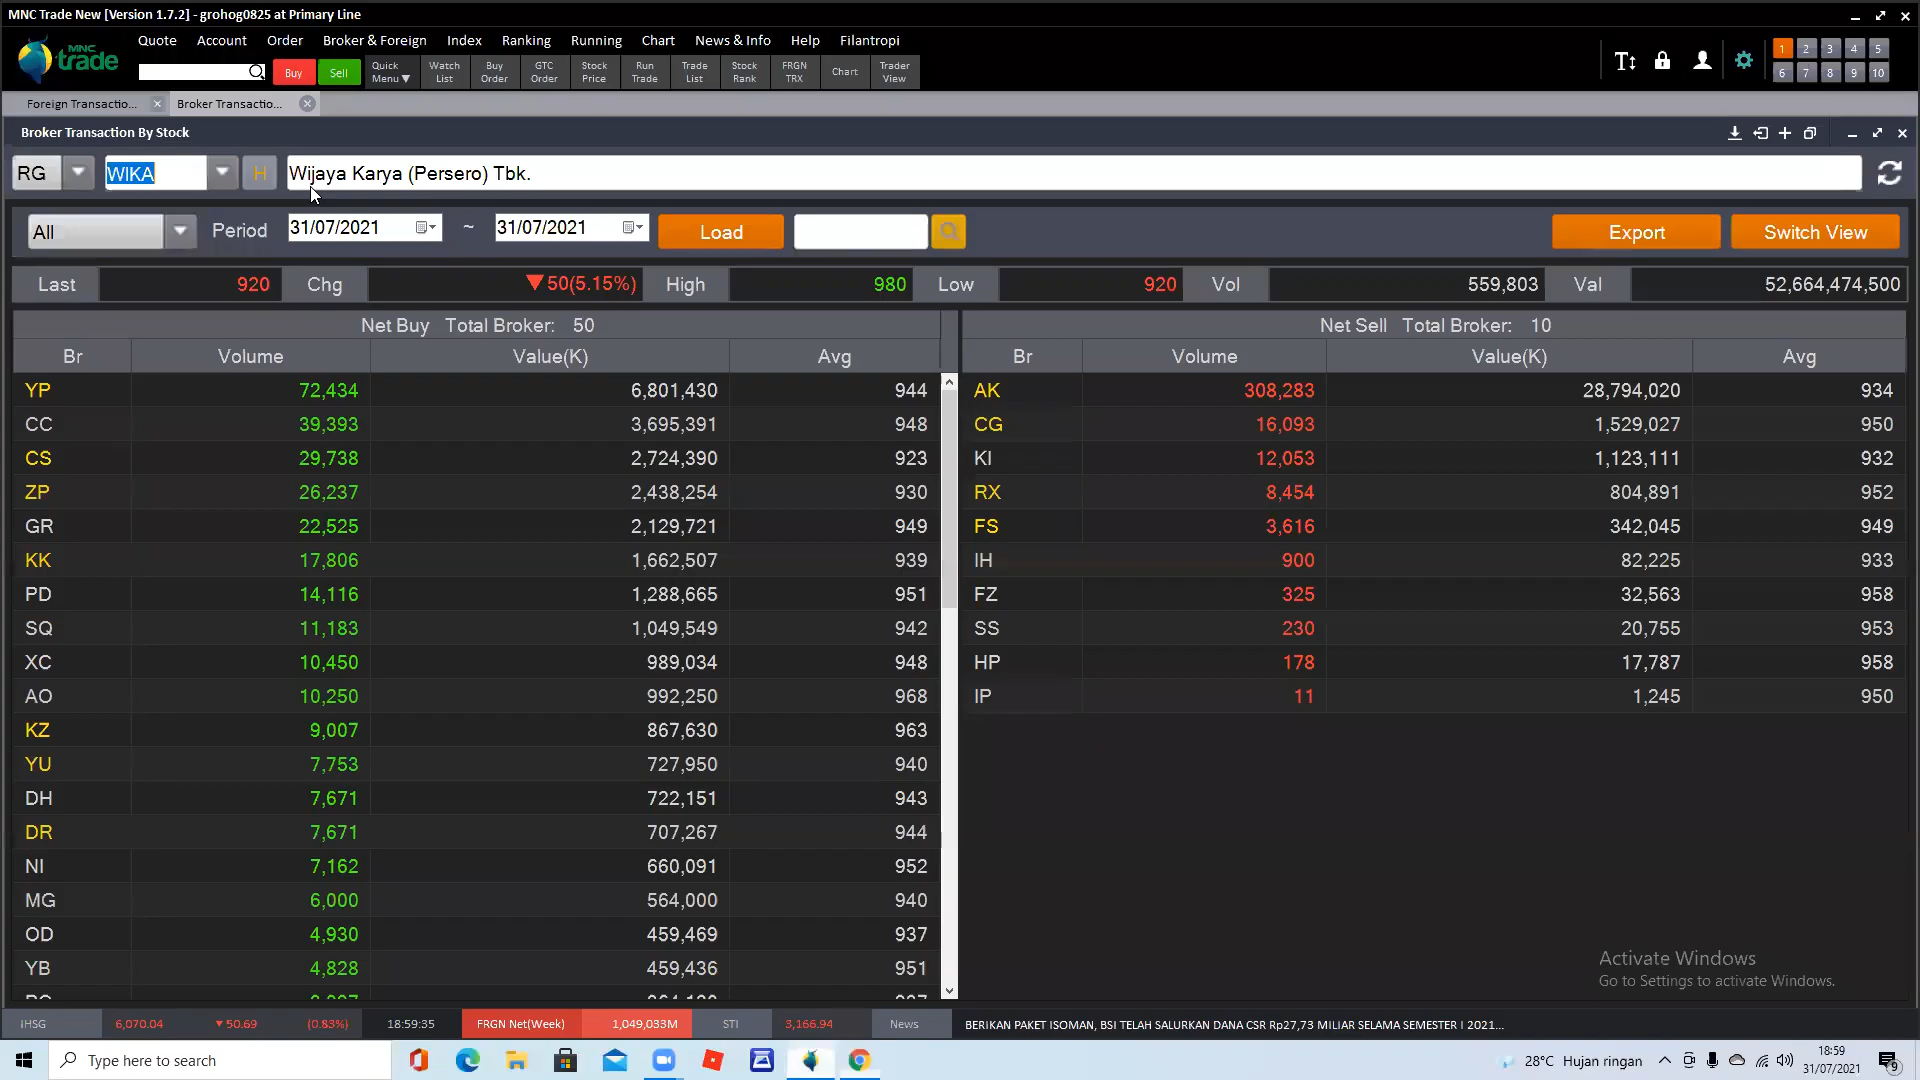 MNC Trade New [Version 1.7.2] - grohog0825 at Primary Line
MNC trade
Quote Account Order Broker & Foreign Index Ranking Running Chart News & Info Help Filantropi
Buy Sell Quick Menu▼ Watch List Buy Order GTC Order Stock Price Run Trade Trade List Stock Rank FRGN TRX Chart Trader View
1 2 3 4 5
6 7 8 9 10
Foreign Transactio... Broker Transactio...
Broker Transaction By Stock
RG WIKA H Wijaya Karya (Persero) Tbk.
All Period 31/07/2021 ~ 31/07/2021 Load Export Switch View
Last 920 Chg ▼50(5.15%) High 980 Low 920 Vol 559,803 Val 52,664,474,500
Net Buy Total Broker: 50
Br Volume Value(K) Avg
YP 72,434 6,801,430 944
CC 39,393 3,695,391 948
CS 29,738 2,724,390 923
ZP 26,237 2,438,254 930
GR 22,525 2,129,721 949
KK 17,806 1,662,507 939
PD 14,116 1,288,665 951
SQ 11,183 1,049,549 942
XC 10,450 989,034 948
AO 10,250 992,250 968
KZ 9,007 867,630 963
YU 7,753 727,950 940
DH 7,671 722,151 943
DR 7,671 707,267 944
NI 7,162 660,091 952
MG 6,000 564,000 940
OD 4,930 459,469 937
YB 4,828 459,436 951
Net Sell Total Broker: 10
Br Volume Value(K) Avg
AK 308,283 28,794,020 934
CG 16,093 1,529,027 950
KI 12,053 1,123,111 932
RX 8,454 804,891 952
FS 3,616 342,045 949
IH 900 82,225 933
FZ 325 32,563 958
SS 230 20,755 953
HP 178 17,787 958
IP 11 1,245 950
Activate Windows
Go to Settings to activate Windows.
IHSG 6,070.04 ▼50.69 (0.83%) 18:59:35 FRGN Net(Week) 1,049,033M STI 3,166.94 News BERIKAN PAKET ISOMAN, BSI TELAH SALURKAN DANA CSR Rp27,73 MILIAR SELAMA SEMESTER I 2021...
Type here to search
28°C Hujan ringan
18:59
31/07/2021
9